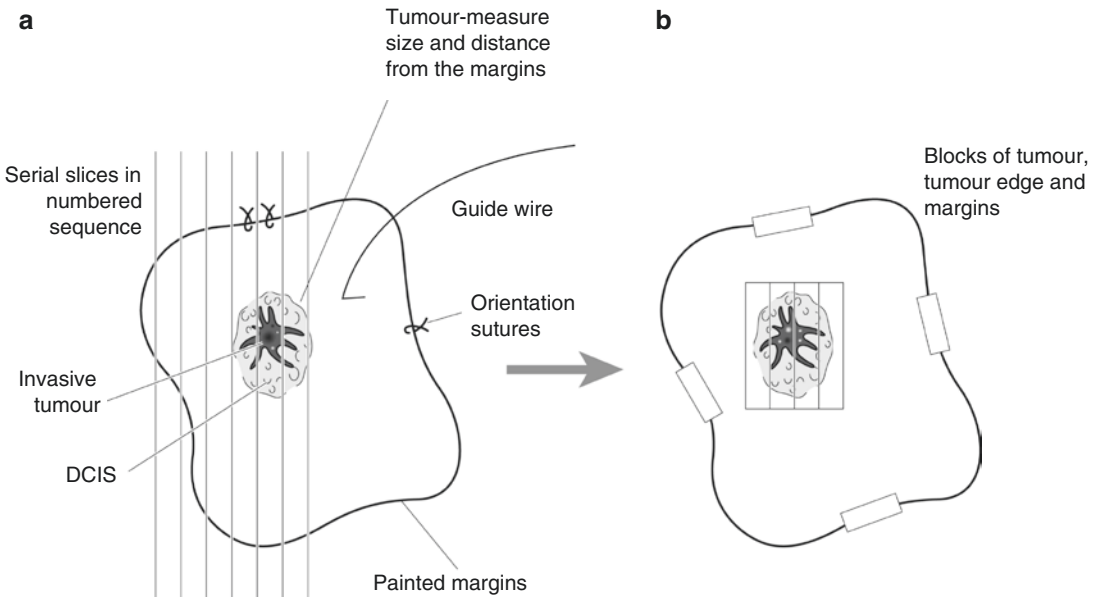 a
Tumour-measure
size and distance
from the margins
Serial slices in
numbered
sequence
Guide wire
Orientation
sutures
Invasive
tumour
DCIS
Painted margins
b
Blocks of tumour,
tumour edge and
margins